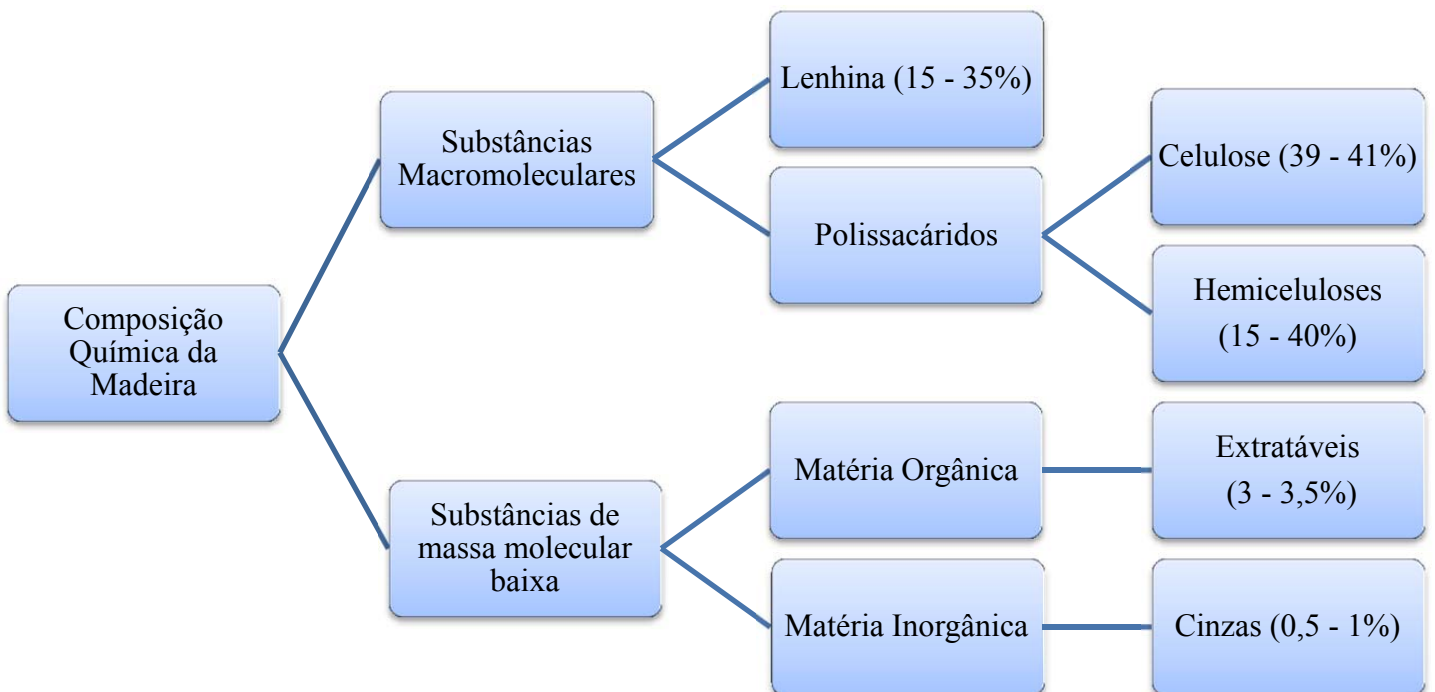 Composição
Química da
Madeira
Substâncias
Macromoleculares
Lenhina (15 - 35%)
Polissacáridos
Celulose (39 - 41%)
Hemiceluloses
(15 - 40%)
Substâncias de
massa molecular
baixa
Matéria Orgânica
Extratáveis
(3 - 3,5%)
Matéria Inorgânica
Cinzas (0,5 - 1%)